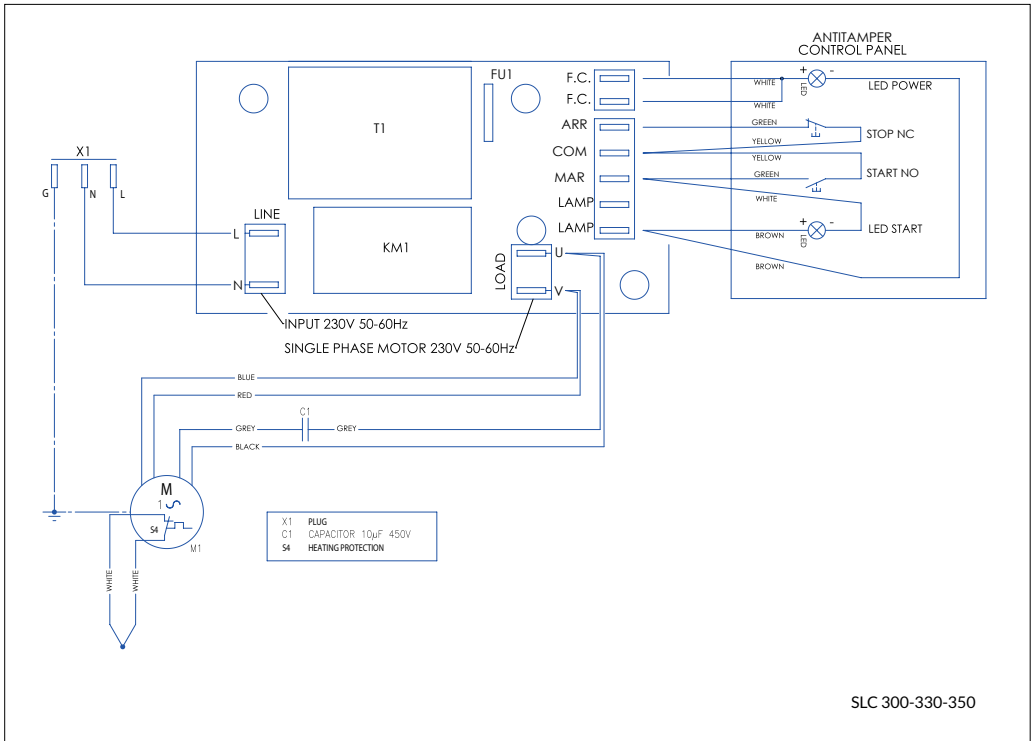 ANTITAMPER
CONTROL PANEL
FU1
F.C.
F.C.
ARR
COM
MAR
LAMP
LAMP
T1
KM1
WHITE
WHITE
GREEN
YELLOW
YELLOW
GREEN
WHITE
BROWN
BROWN
+ -
LED
LED POWER
E
STOP NC
START NO
E
+ -
LED
LED START
X1
G
N
L
LINE
L
N
LOAD
U
V
INPUT 230V 50-60Hz
SINGLE PHASE MOTOR 230V 50-60Hz
BLUE
RED
C1
GREY
GREY
BLACK
M
1
S4
M1
WHITE
WHITE
X1 PLUG
C1 CAPACITOR 10µF 450V
S4 HEATING PROTECTION
SLC 300-330-350